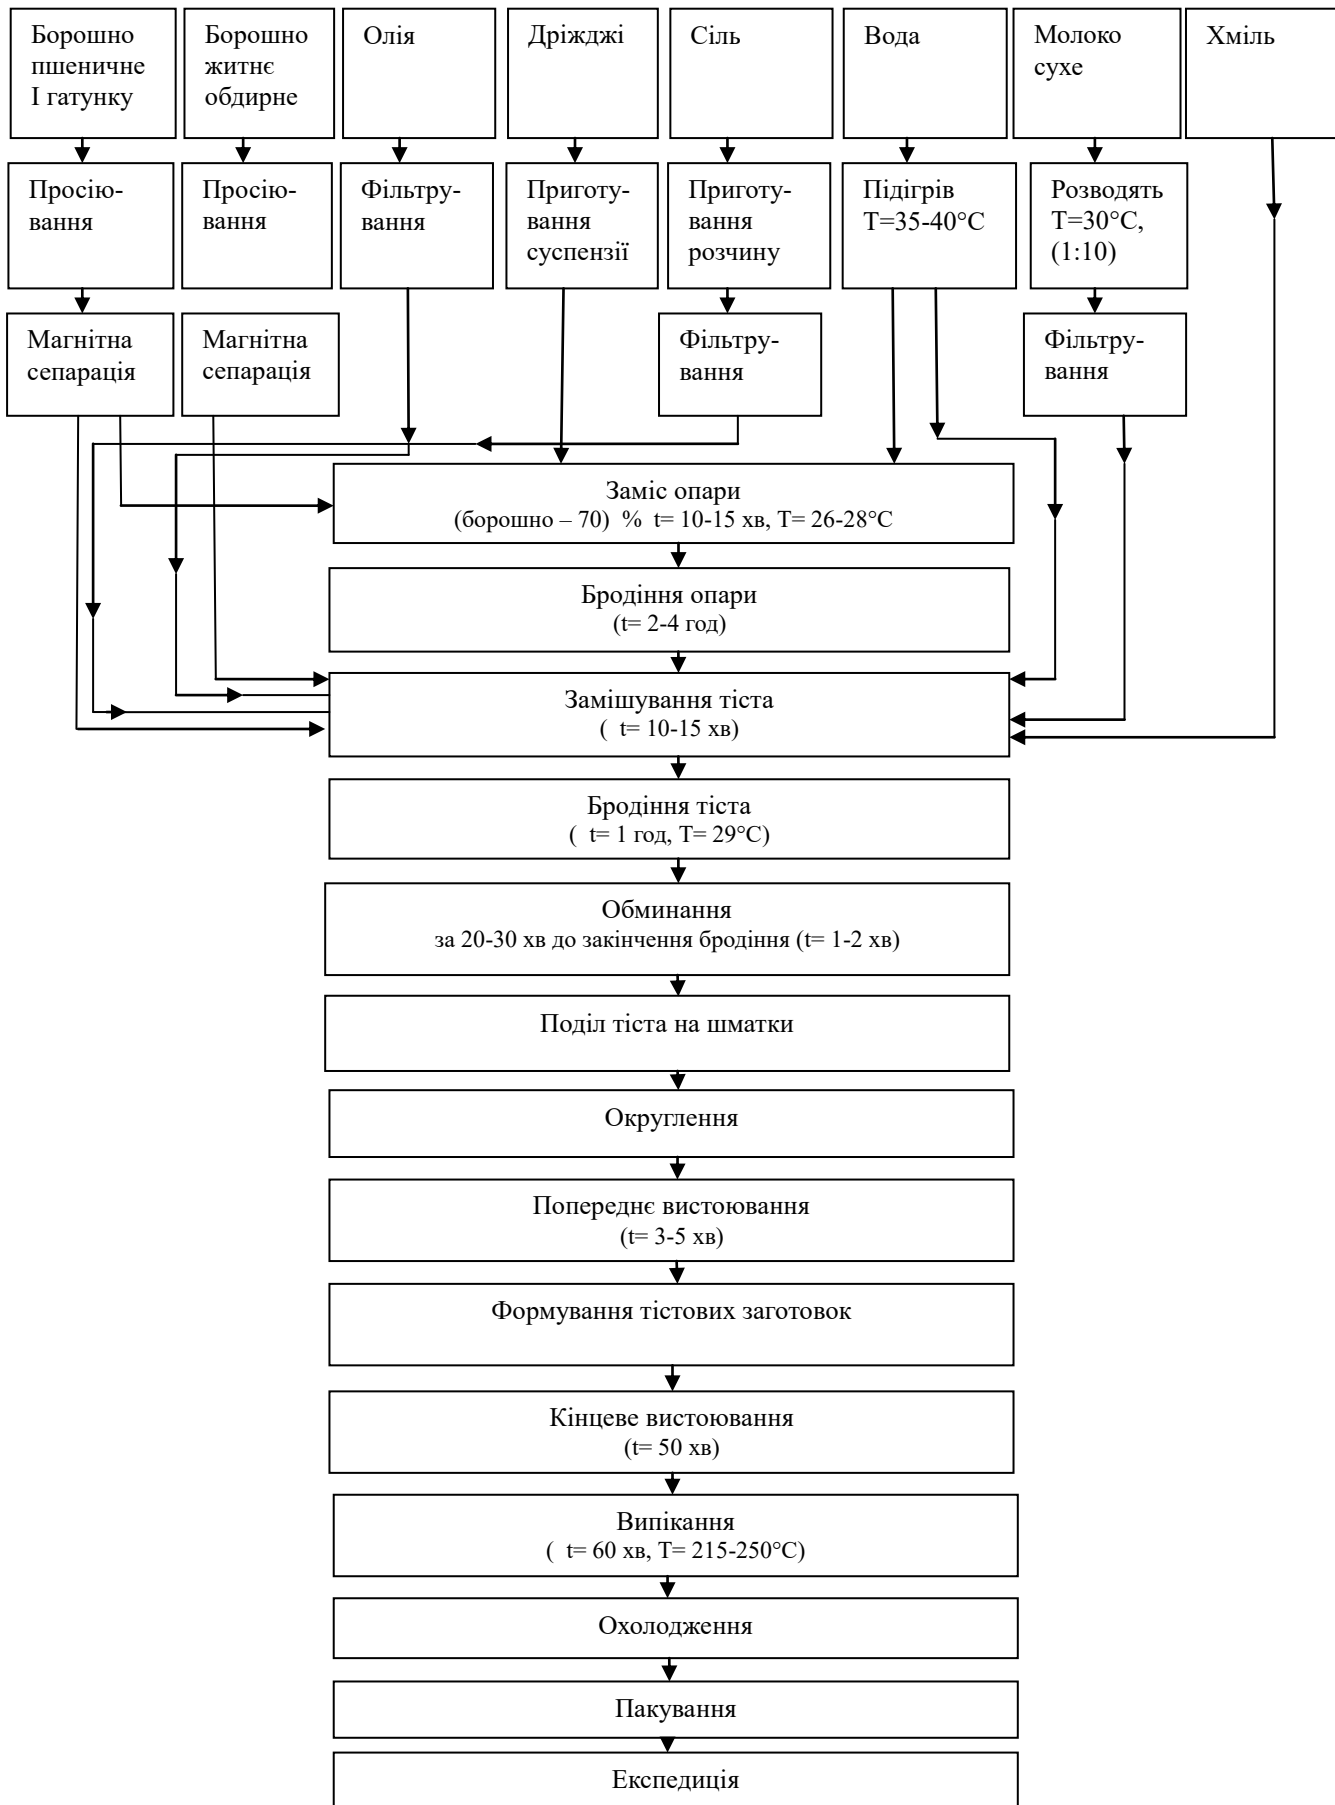 Борошно
пшеничне
І гатунку
Борошно
житнє
обдирне
Олія
Дріжджі
Сіль
Вода
Молоко
сухе
Хміль
Просію-
вання
Просію-
вання
Фільтру-
вання
Приготу-
вання
суспензії
Приготу-
вання
розчину
Підігрів
Т=35-40°С
Розводять
Т=30°С,
(1:10)
Магнітна
сепарація
Магнітна
сепарація
Фільтру-
вання
Фільтру-
вання
Заміс опари
(борошно – 70) % t= 10-15 хв, Т= 26-28°С
Бродіння опари
(t= 2-4 год)
Замішування тіста
( t= 10-15 хв)
Бродіння тіста
( t= 1 год, Т= 29°С)
Обминання
за 20-30 хв до закінчення бродіння (t= 1-2 хв)
Поділ тіста на шматки
Округлення
Попереднє вистоювання
(t= 3-5 хв)
Формування тістових заготовок
Кінцеве вистоювання
(t= 50 хв)
Випікання
( t= 60 хв, Т= 215-250°С)
Охолодження
Пакування
Експедиція